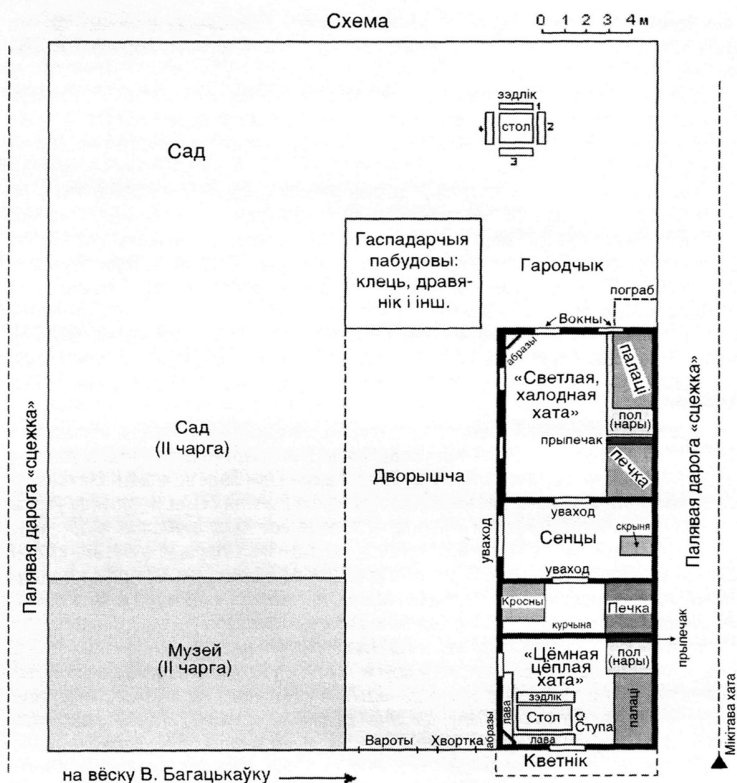 Схема
0 1 2 3 4 м
зэдлік
1
4
стол
2
3
Сад
Гаспадарчыя
пабудовы:
клець, дравя-
нік і інш.
Гародчык
пограб
Вокны
абразы
палаці
«Светлая,
халодная
хата»
пол
(нары)
прыпечак
печка
Сад
(II чарга)
Дворышча
Палявая дарога «сцежка»
Палявая дарога «сцежка»
уваход
уваход
Сенцы
скрыня
уваход
Кросны
курчына
Печка
прыпечак
Музей
(II чарга)
«Цёмная
цёплая
хата»
пол
(нары)
зэдлік
лава
Стол
Ступа
палаці
лава
абразы
Вароты
Хвортка
Кветнік
Мікітава хата
на вёску В. Багацькаўку